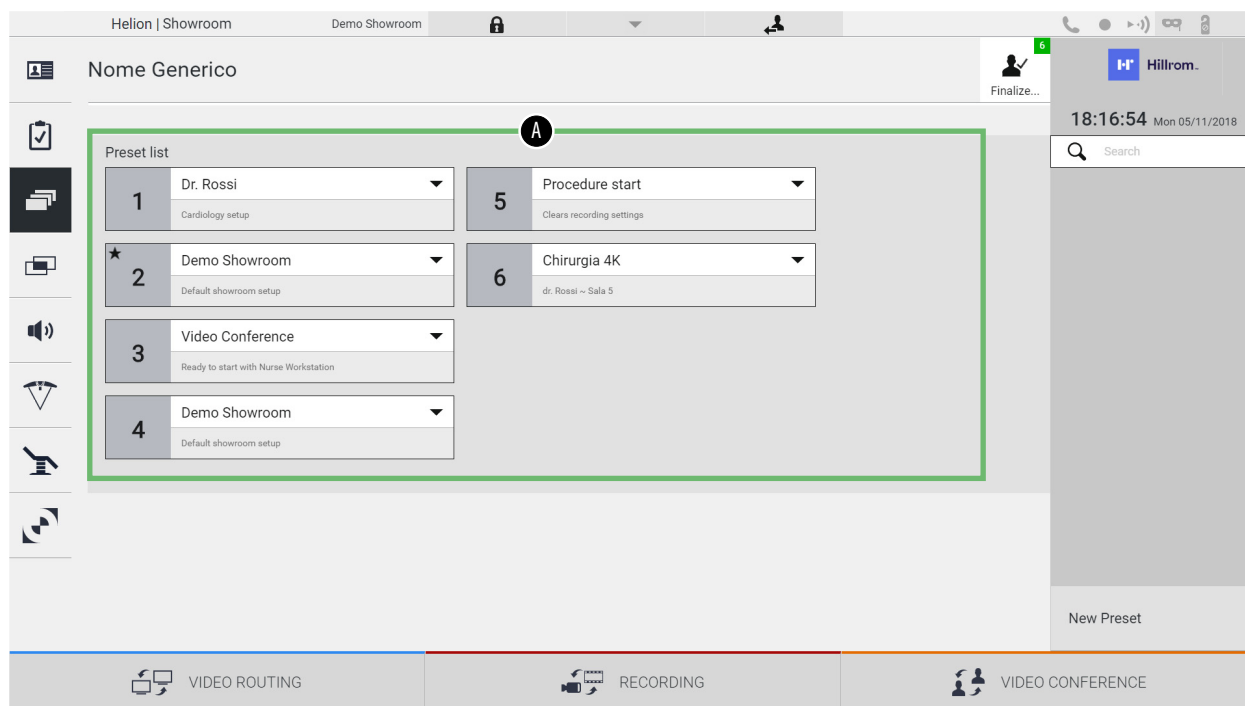 Helion | Showroom
Demo Showroom
Nome Generico
6
Finalize...
Hillrom
18:16:54 Mon 05/11/2018
Search
A
Preset list
1
Dr. Rossi
Cardiology setup
2
Demo Showroom
Default showroom setup
3
Video Conference
Ready to start with Nurse Workstation
4
Demo Showroom
Default showroom setup
5
Procedure start
Clears recording settings
6
Chirurgia 4K
dr. Rossi ~ Sala 5
New Preset
VIDEO ROUTING
RECORDING
VIDEO CONFERENCE